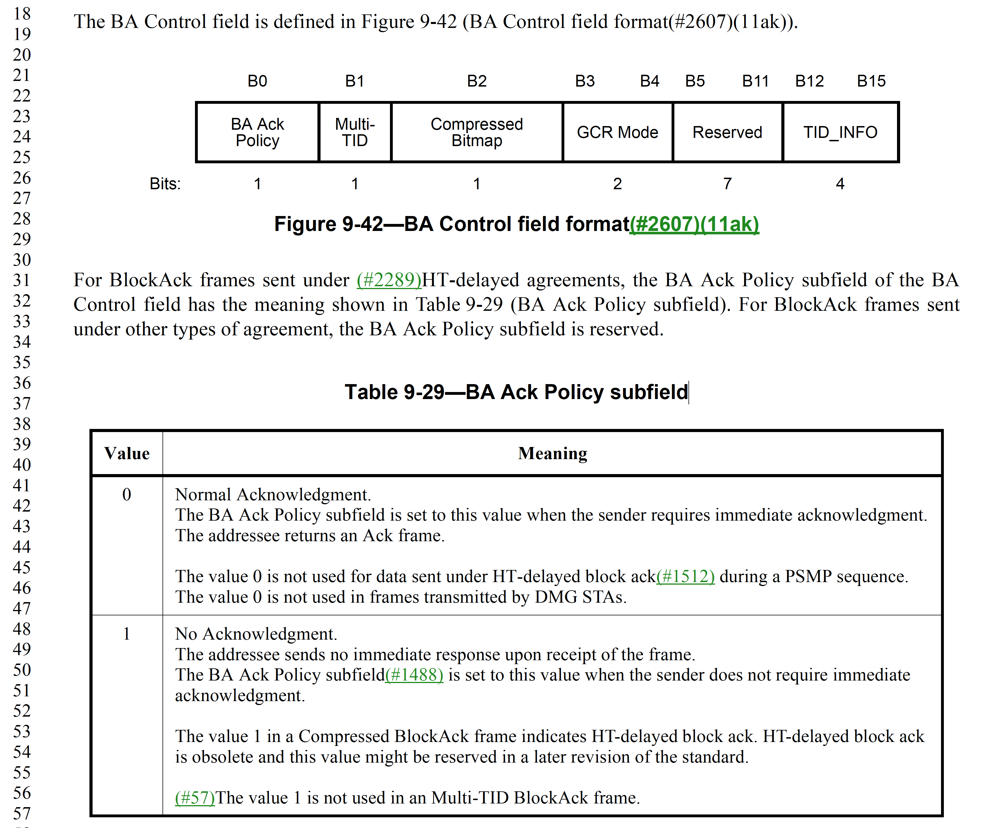 18
The BA Control field is defined in Figure 9-42 (BA Control field format(#2607)(11ak)).
19
20
21
B0 B1 B2 B3 B4 B5 B11 B12 B15
22
23
BA Ack Policy
Multi-TID
Compressed Bitmap
GCR Mode
Reserved
TID_INFO
24
25
26
Bits: 1 1 1 2 7 4
27
28
Figure 9-42—BA Control field format(#2607)(11ak)
29
30
31
For BlockAck frames sent under (#2289)HT-delayed agreements, the BA Ack Policy subfield of the BA
32
Control field has the meaning shown in Table 9-29 (BA Ack Policy subfield). For BlockAck frames sent
33
under other types of agreement, the BA Ack Policy subfield is reserved.
34
35
36
Table 9-29—BA Ack Policy subfield
37
38
39
Value Meaning
40
41
0 Normal Acknowledgment.
42
The BA Ack Policy subfield is set to this value when the sender requires immediate acknowledgment.
43
The addressee returns an Ack frame.
44
45
The value 0 is not used for data sent under HT-delayed block ack(#1512) during a PSMP sequence.
46
The value 0 is not used in frames transmitted by DMG STAs.
47
48
1 No Acknowledgment.
49
The addressee sends no immediate response upon receipt of the frame.
50
The BA Ack Policy subfield(#1488) is set to this value when the sender does not require immediate
51
acknowledgment.
52
53
The value 1 in a Compressed BlockAck frame indicates HT-delayed block ack. HT-delayed block ack
54
is obsolete and this value might be reserved in a later revision of the standard.
55
56
(#57)The value 1 is not used in an Multi-TID BlockAck frame.
57